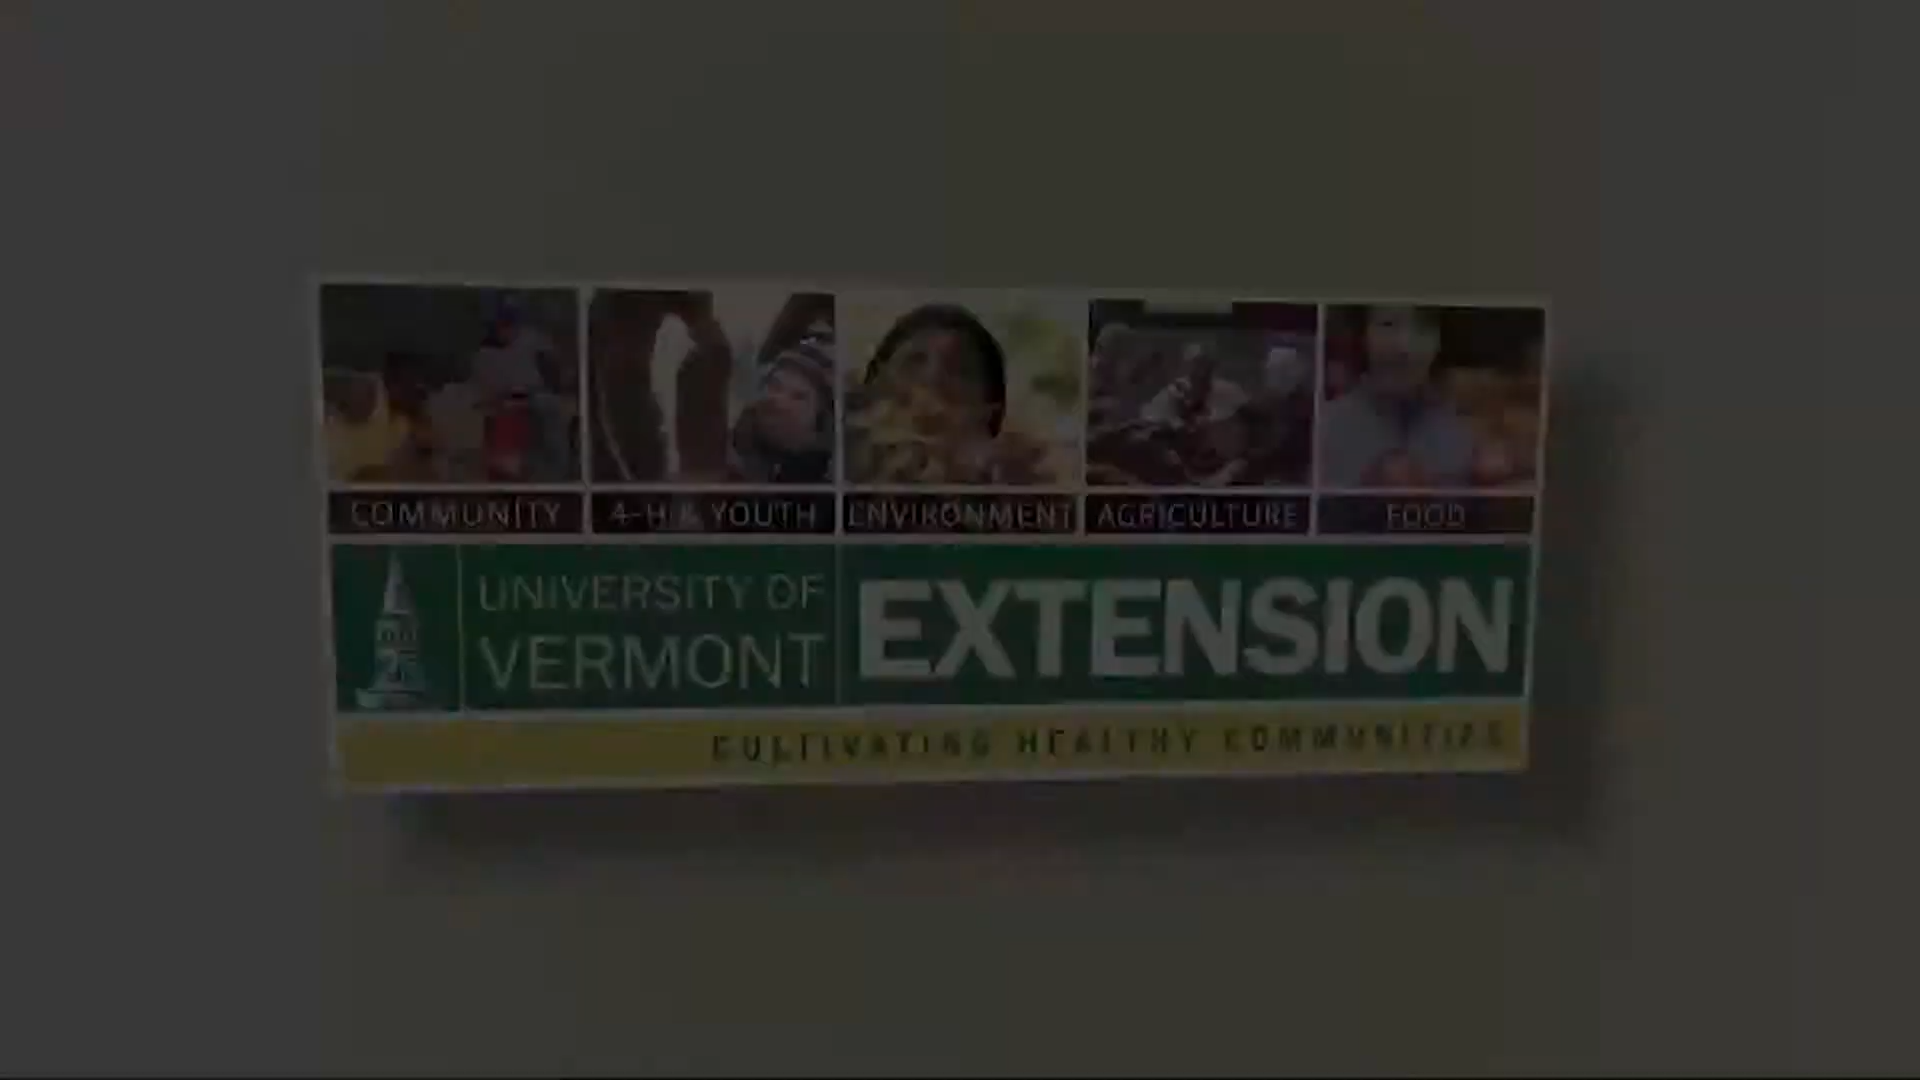 COMMUNITY 4-H & YOUTH ENVIRONMENT AGRICULTURE FOOD
UNIVERSITY OF
VERMONT
EXTENSION
CULTIVATING HEALTHY COMMUNITIES